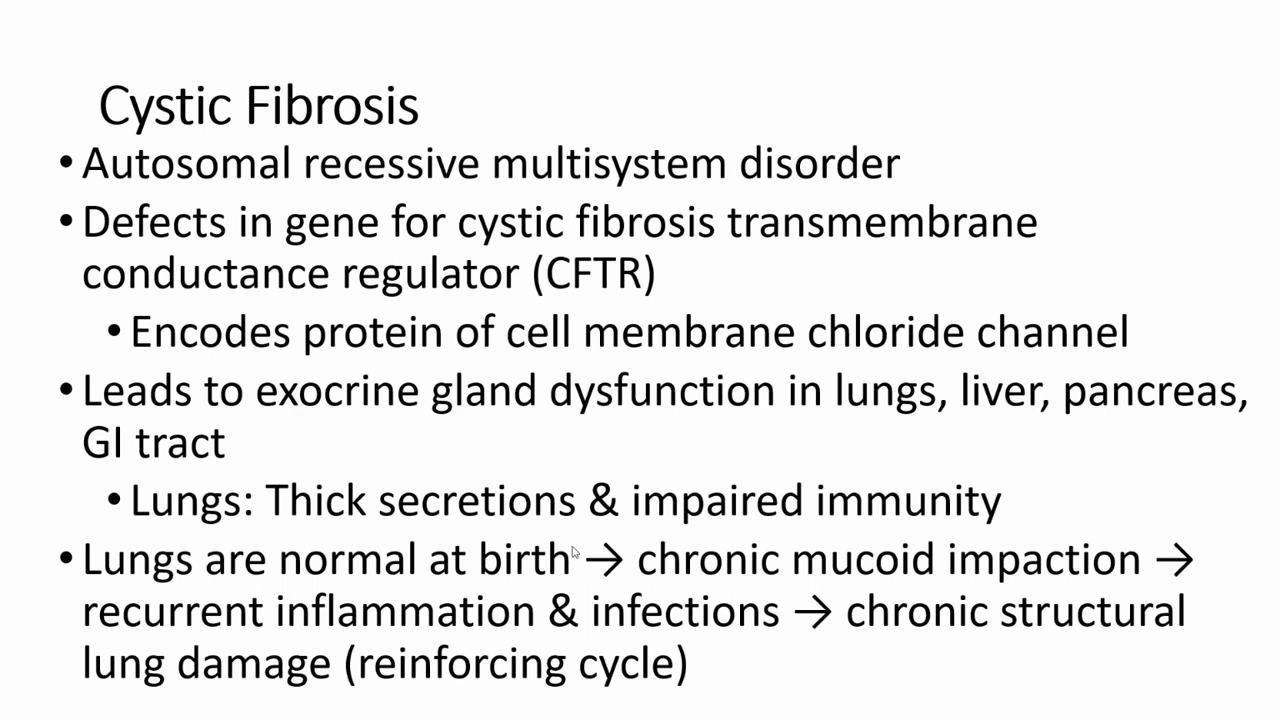 Cystic Fibrosis
•Autosomal recessive multisystem disorder
•Defects in gene for cystic fibrosis transmembrane
conductance regulator (CFTR)
•Encodes protein of cell membrane chloride channel
•Leads to exocrine gland dysfunction in lungs, liver, pancreas,
GI tract
•Lungs: Thick secretions & impaired immunity
•Lungs are normal at birth → chronic mucoid impaction →
recurrent inflammation & infections → chronic structural
lung damage (reinforcing cycle)